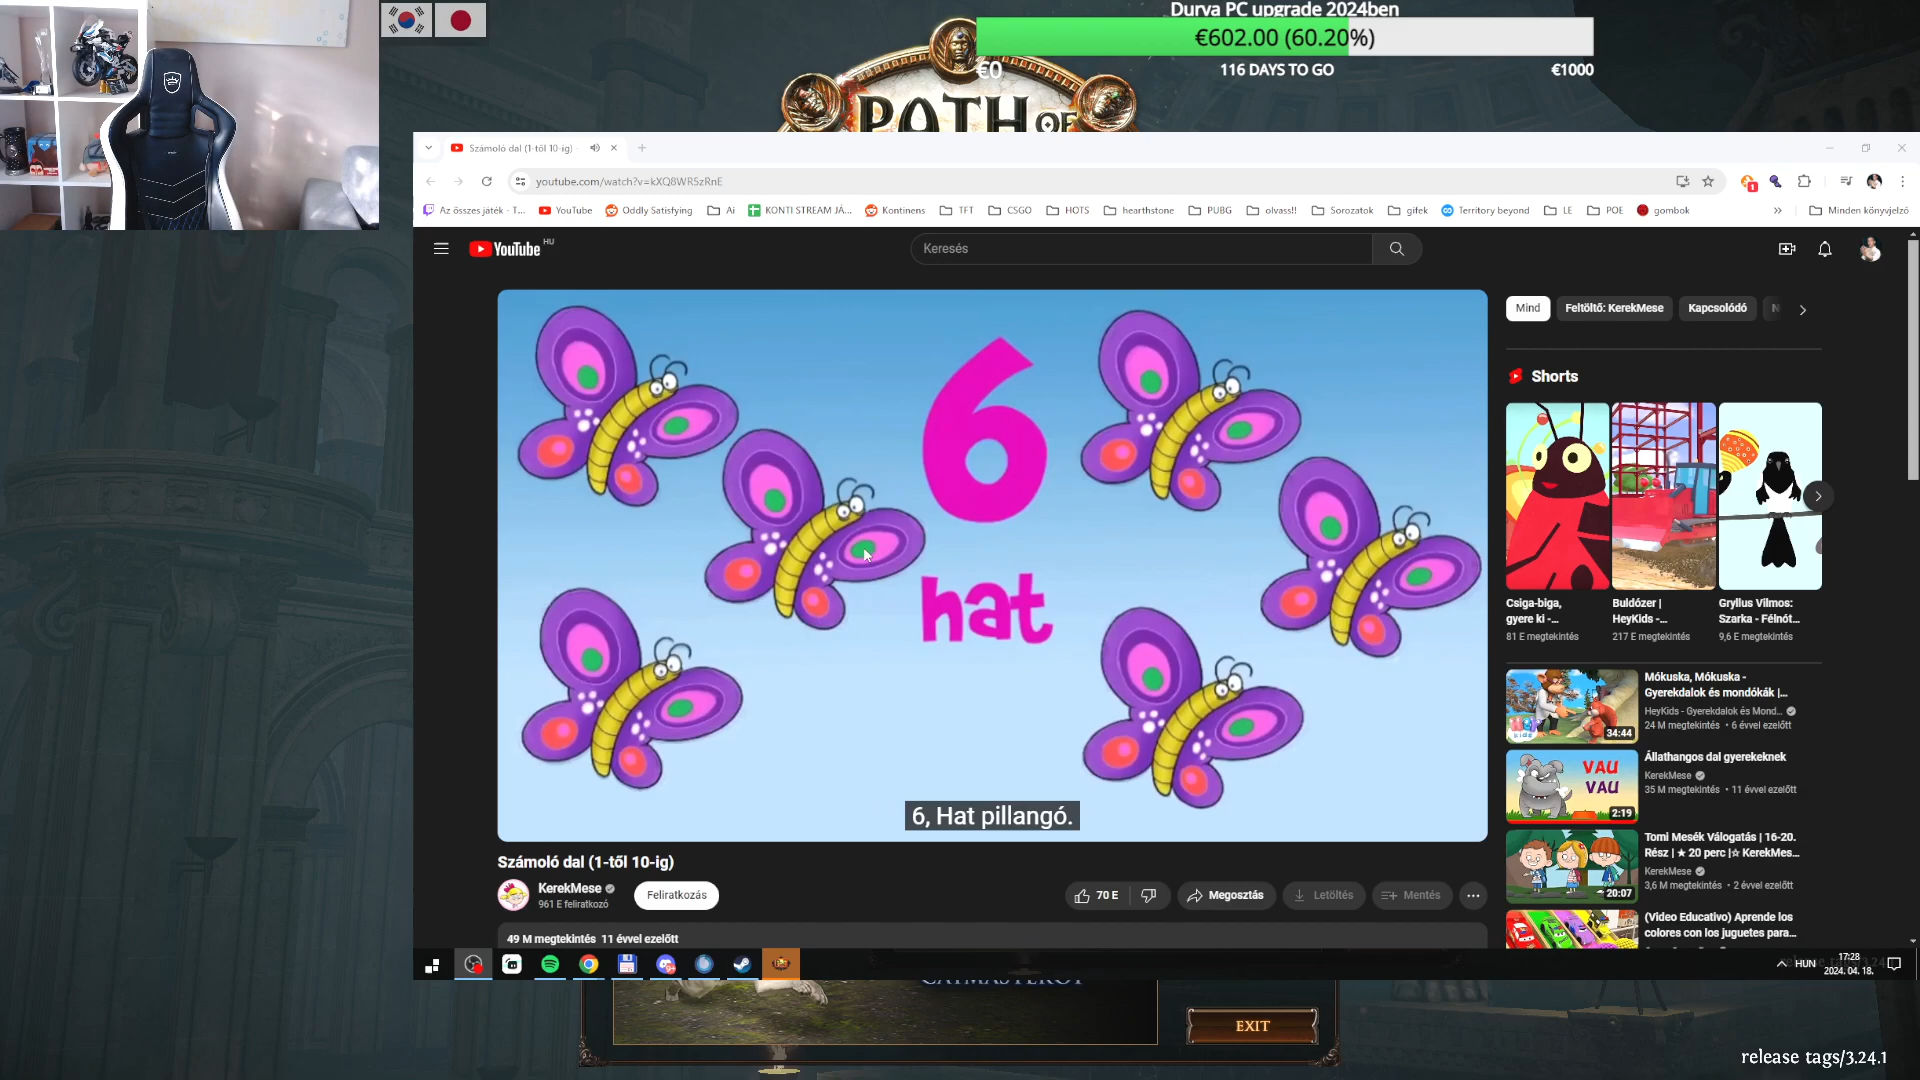 Durva PC upgrade 2024ben
€602.00 (60.20%)
€0
116 DAYS TO GO
€1000
PATH OF
Számoló dal (1-től 10-ig)
youtube.com/watch?v=kXQ8WR5zRnE
1
Az összes játék - T...
YouTube
Oddly Satisfying
Ai
KONTI STREAM JÁ...
Kontinens
TFT
CSGO
HOTS
hearthstone
PUBG
olvass!!
Sorozatok
gifek
Territory beyond
LE
POE
gombok
»
Minden könyvjelző
YouTube HU
Keresés
Mind
Feltöltő: KerekMese
Kapcsolódó
Shorts
6
hat
6, Hat pillangó.
Csiga-biga,
gyere ki -...
81 E megtekintés
Buldózer |
HeyKids -...
217 E megtekintés
Gryllus Vilmos:
Szarka - Félnót...
9,6 E megtekintés
34:44
Mókuska, Mókuska -
Gyerekdalok és mondókák |...
HeyKids - Gyerekdalok és Mond...
24 M megtekintés • 6 évvel ezelőtt
VAU
VAU
2:19
Állathangos dal gyerekeknek
KerekMese
35 M megtekintés • 11 évvel ezelőtt
20:07
Tomi Mesék Válogatás | 16-20.
Rész | ★ 20 perc |☆ KerekMes...
KerekMese
3,6 M megtekintés • 2 évvel ezelőtt
(Video Educativo) Aprende los
colores con los juguetes para...
Számoló dal (1-től 10-ig)
KerekMese
961 E feliratkozó
Feliratkozás
70 E
Megosztás
Letöltés
Mentés
49 M megtekintés 11 évvel ezelőtt
HUN
17:28
2024. 04. 18.
EXIT
release tags/3.24.1